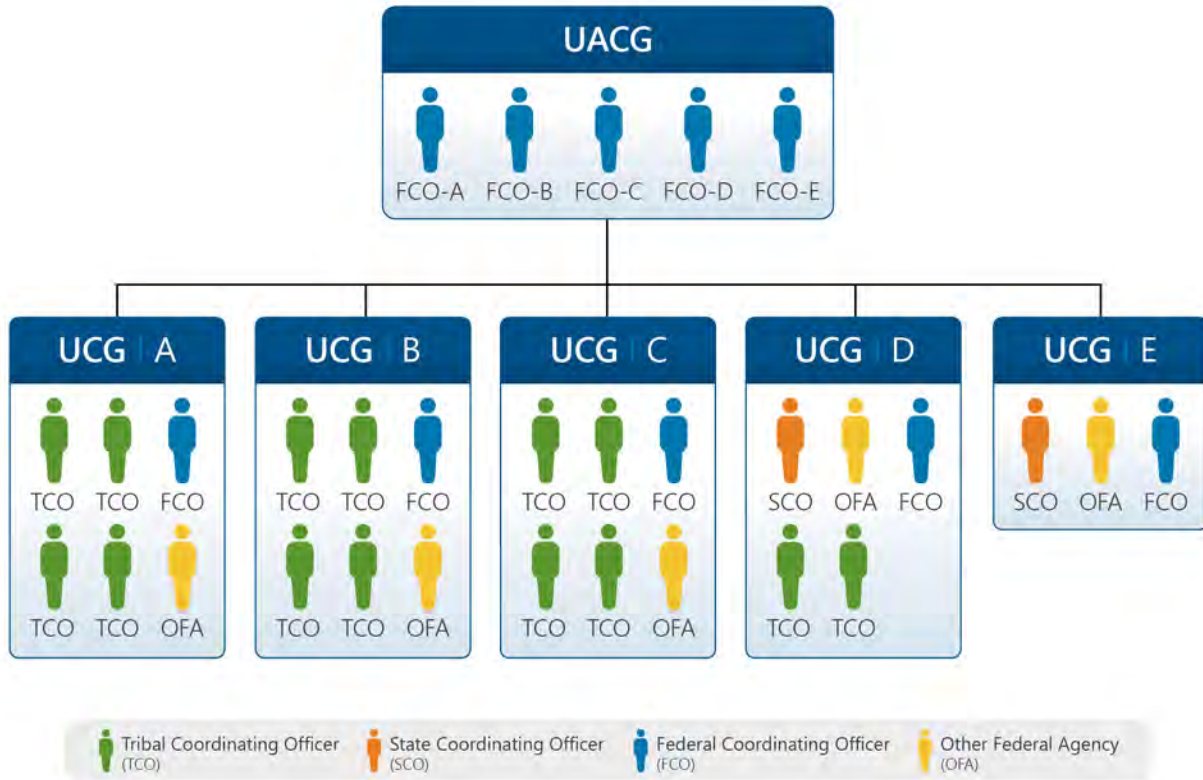 UACG
FCO-A FCO-B FCO-C FCO-D FCO-E
UCG | A
TCO TCO FCO
TCO TCO OFA
UCG | B
TCO TCO FCO
TCO TCO OFA
UCG | C
TCO TCO FCO
TCO TCO OFA
UCG | D
SCO OFA FCO
TCO TCO
UCG | E
SCO OFA FCO
Tribal Coordinating Officer
(TCO)
State Coordinating Officer
(SCO)
Federal Coordinating Officer
(FCO)
Other Federal Agency
(OFA)